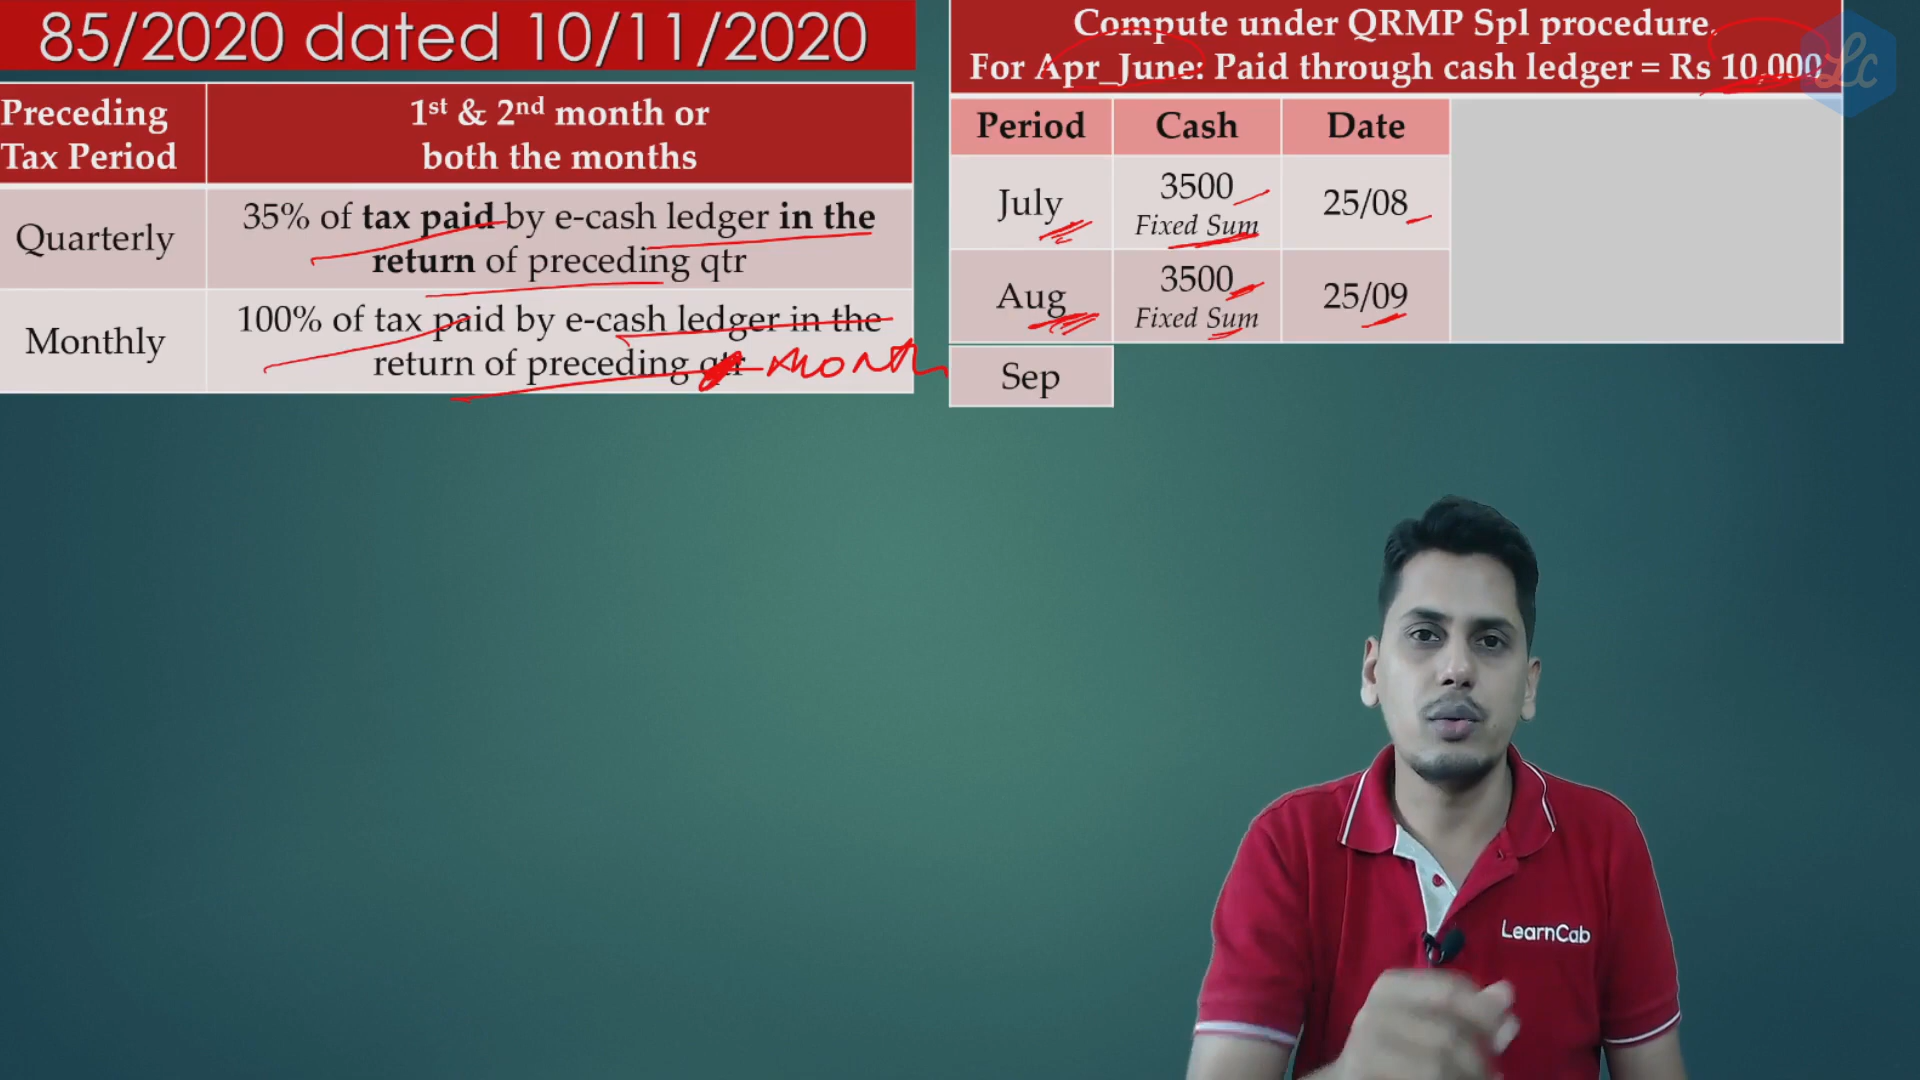 85/2020 dated 10/11/2020
Preceding Tax Period
1st & 2nd month or
both the months
Quarterly
35% of tax paid by e-cash ledger in the
return of preceding qtr
Monthly
100% of tax paid by e-cash ledger in the
return of preceding qtr month
Compute under QRMP Spl procedure.
For Apr_June: Paid through cash ledger = Rs 10,000
Lc
Period Cash Date
July
3500
Fixed Sum
25/08
Aug
3500
Fixed Sum
25/09
Sep
LearnCab